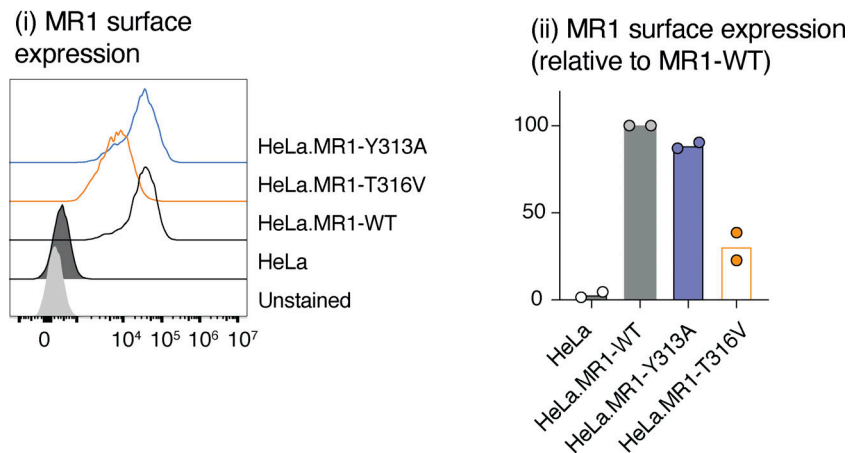 (i) MR1 surface
expression
HeLa.MR1-Y313A
HeLa.MR1-T316V
HeLa.MR1-WT
HeLa
Unstained
0 10⁴ 10⁵ 10⁶ 10⁷
(ii) MR1 surface expression
(relative to MR1-WT)
100
50
0
HeLa
HeLa.MR1-WT
HeLa.MR1-Y313A
HeLa.MR1-T316V